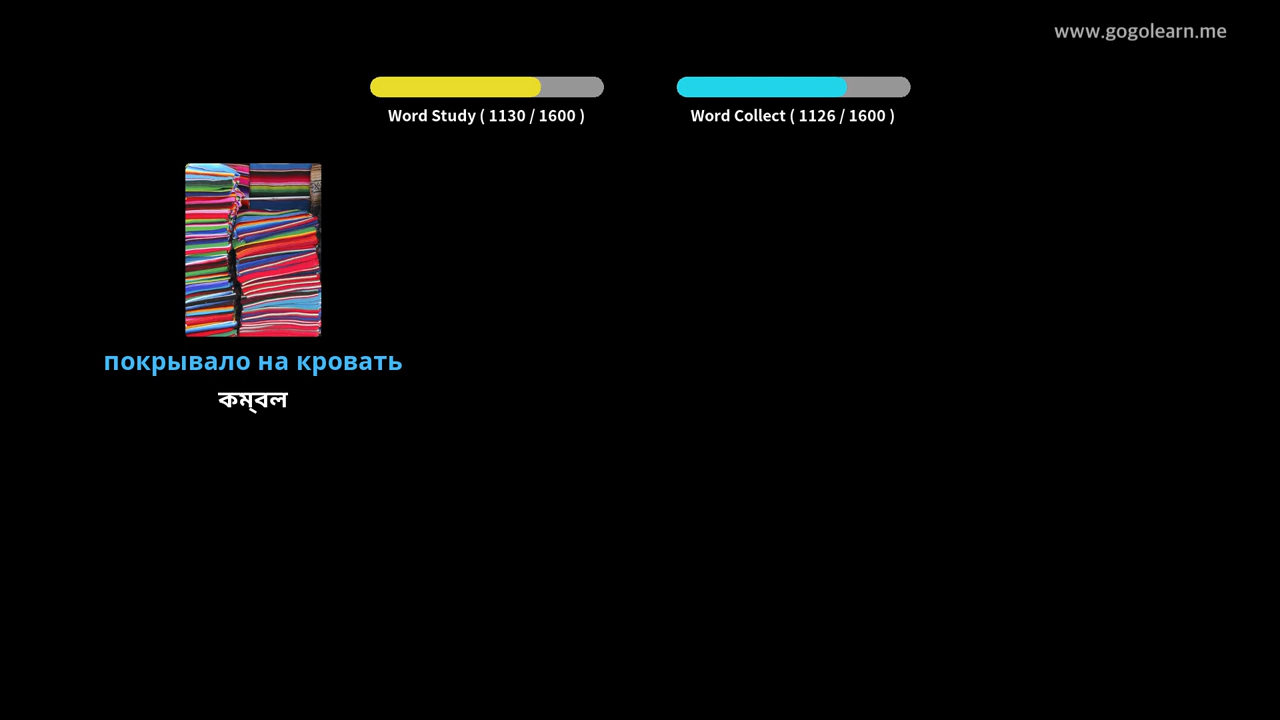 www.gogolearn.me
Word Study ( 1130 / 1600 )
Word Collect ( 1126 / 1600 )
покрывало на кровать
কম্বল